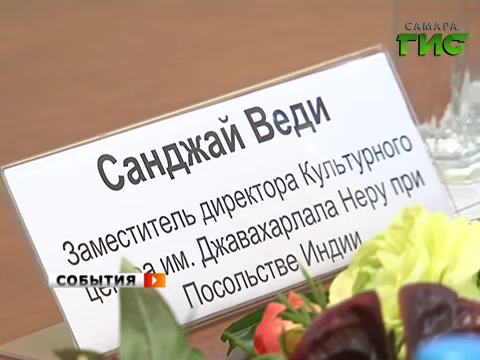 САМАРА
ГИС
Санджай Веди
Заместитель директора Культурного
им. Джавахарлала Неру при
Посольстве Индии
СОБЫТИЯ